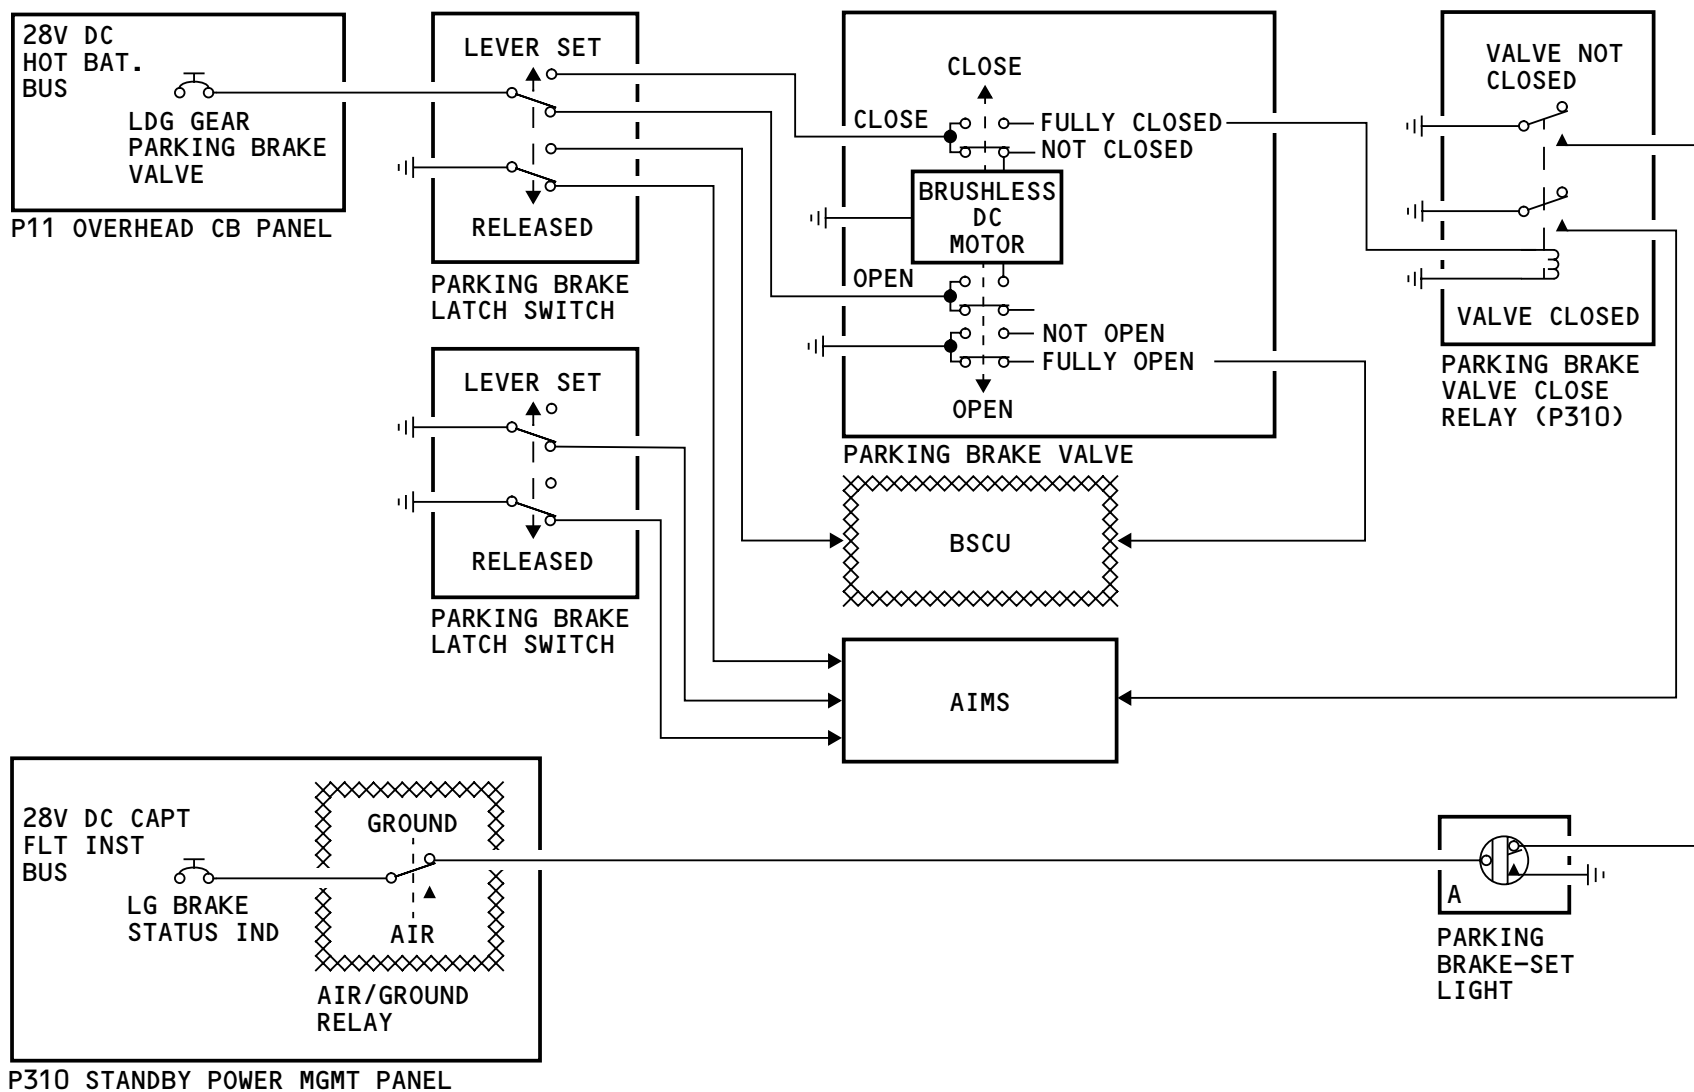 28V DC
HOT BAT.
BUS
LDG GEAR
PARKING BRAKE
VALVE
P11 OVERHEAD CB PANEL
LEVER SET
RELEASED
PARKING BRAKE
LATCH SWITCH
LEVER SET
RELEASED
PARKING BRAKE
LATCH SWITCH
CLOSE
CLOSE
FULLY CLOSED
NOT CLOSED
BRUSHLESS
DC
MOTOR
OPEN
NOT OPEN
FULLY OPEN
OPEN
PARKING BRAKE VALVE
BSCU
AIMS
VALVE NOT
CLOSED
VALVE CLOSED
PARKING BRAKE
VALVE CLOSE
RELAY (P310)
28V DC CAPT
FLT INST
BUS
LG BRAKE
STATUS IND
GROUND
AIR
AIR/GROUND
RELAY
P310 STANDBY POWER MGMT PANEL
A
PARKING
BRAKE-SET
LIGHT